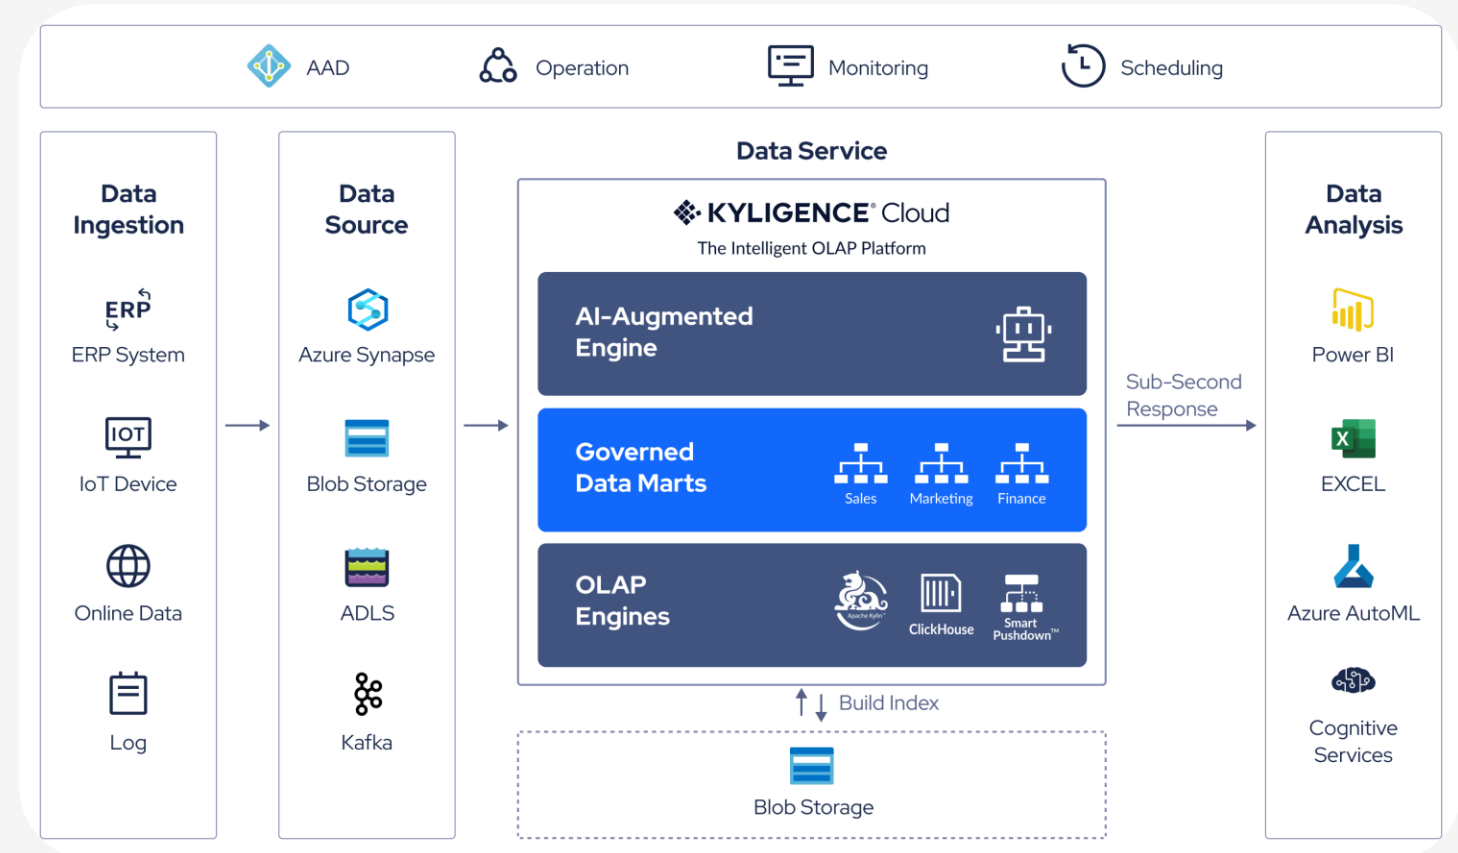 AAD
Operation
Monitoring
Scheduling
Data
Ingestion
ERP
ERP System
IOT
IoT Device
Online Data
Log
Data
Source
Azure Synapse
Blob Storage
ADLS
Kafka
Data Service
KYLIGENCE® Cloud
The Intelligent OLAP Platform
AI-Augmented
Engine
Governed
Data Marts
Sales
Marketing
Finance
OLAP
Engines
Apache Kylin™
ClickHouse
Smart
Pushdown™
Build Index
Blob Storage
Sub-Second
Response
Data
Analysis
Power BI
X
EXCEL
Azure AutoML
Cognitive
Services